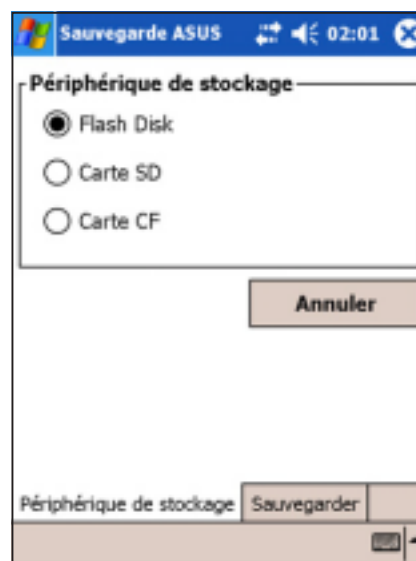 Sauvegarde ASUS 02:01
Périphérique de stockage
Flash Disk
Carte SD
Carte CF
Annuler
Périphérique de stockage Sauvegarder